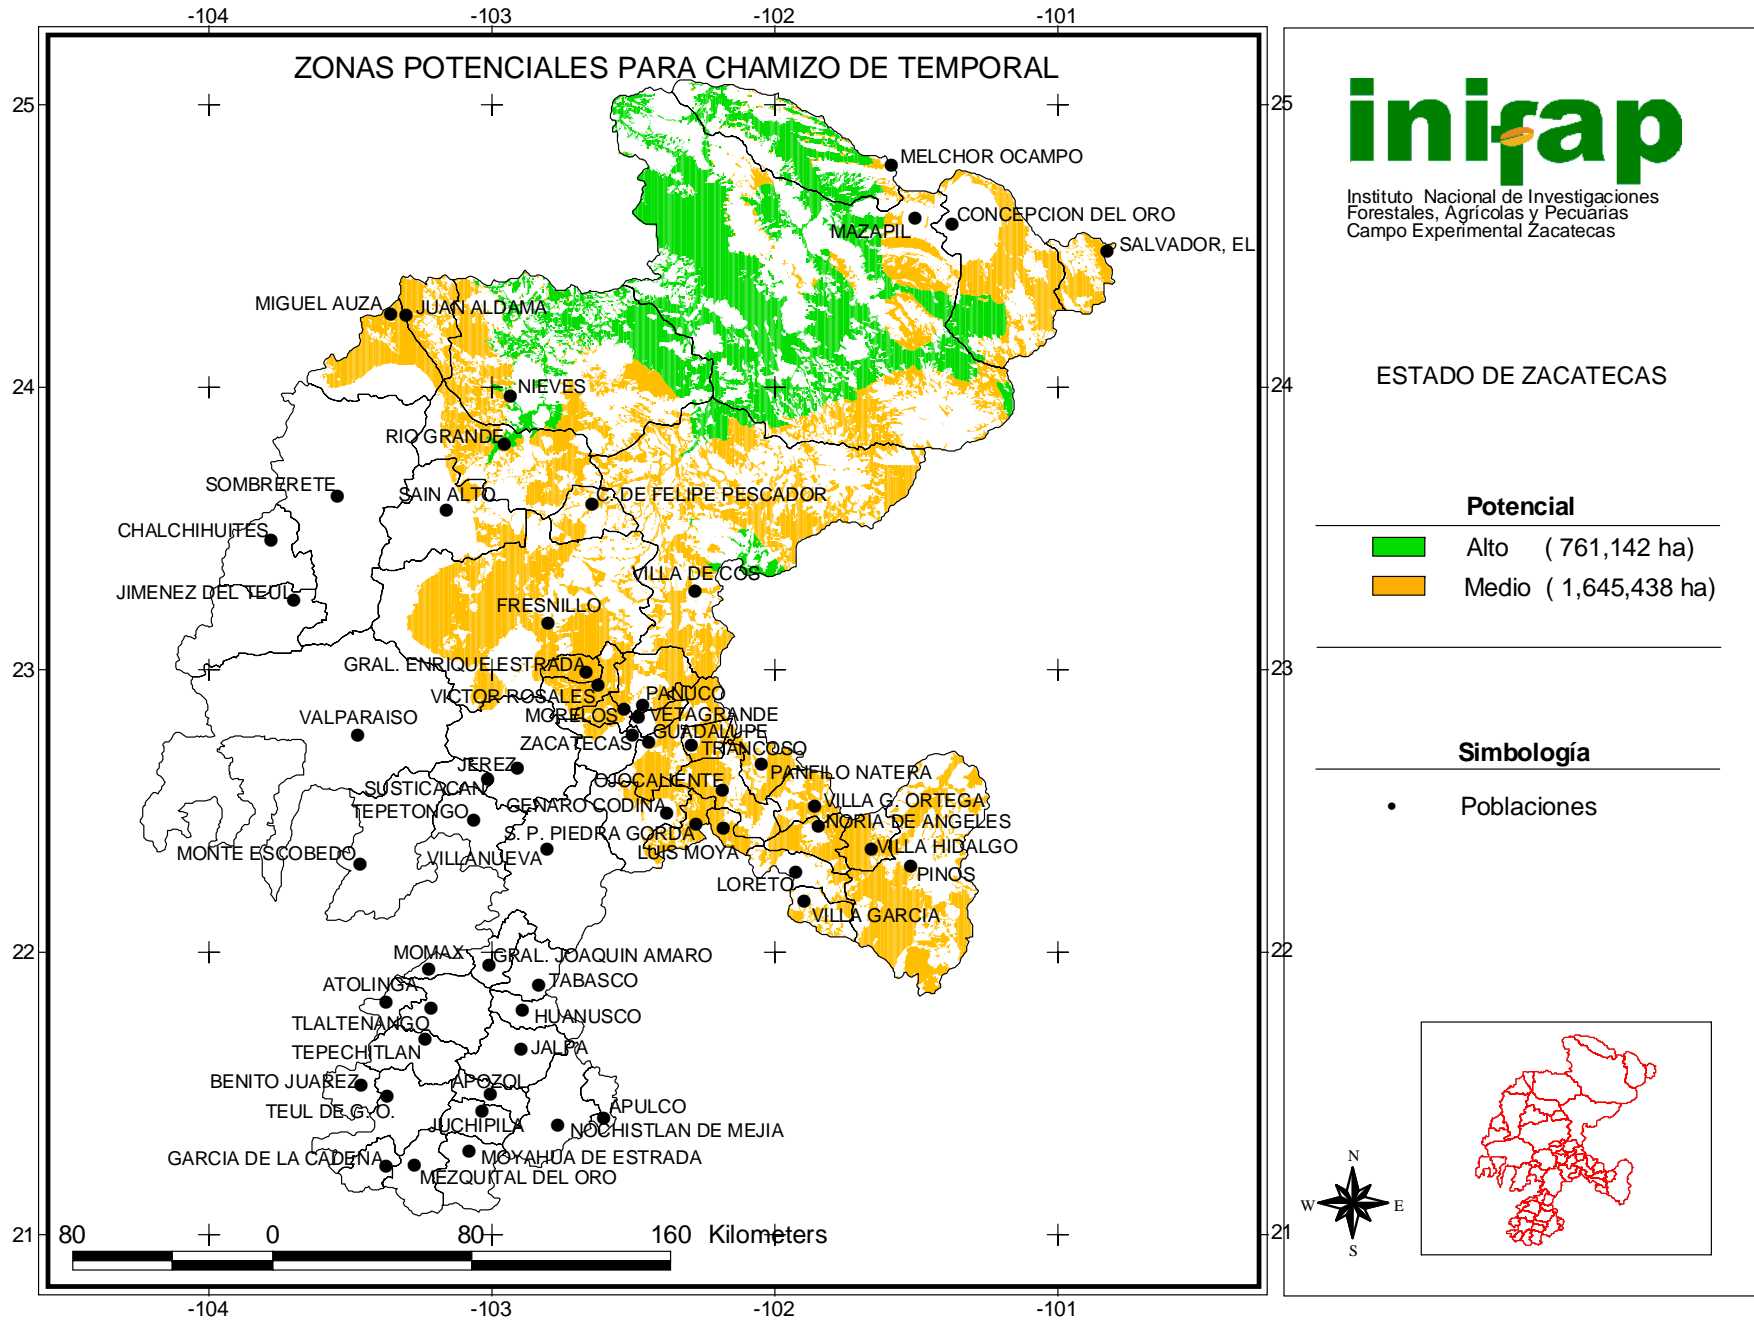 -104
-103
-102
-101
ZONAS POTENCIALES PARA CHAMIZO DE TEMPORAL
25
25
MELCHOR OCAMPO
CONCEPCION DEL ORO
MAZAPIL
SALVADOR, EL
MIGUEL AUZA
JUAN ALDAMA
24
24
NIEVES
RIO GRANDE
SOMBRERETE
SAIN ALTO
C. DE FELIPE PESCADOR
CHALCHIHUITES
VILLA DE COS
JIMENEZ DEL TEUL
FRESNILLO
23
23
GRAL. ENRIQUE ESTRADA
VICTOR ROSALES
PANUCO
MORELOS
VETAGRANDE
VALPARAISO
GUADALUPE
ZACATECAS
TRANCOSO
JEREZ
PANFILO NATERA
OJOCALIENTE
SUSTICACAN
TEPETONGO
GENARO CODINA
VILLA G. ORTEGA
NORIA DE ANGELES
S. P. PIEDRA GORDA
VILLA HIDALGO
MONTE ESCOBEDO
VILLANUEVA
LUIS MOYA
PINOS
LORETO
VILLA GARCIA
22
22
MOMAX
GRAL. JOAQUIN AMARO
TABASCO
ATOLINGA
HUANUSCO
TLALTENANGO
JALPA
TEPECHITLAN
BENITO JUAREZ
APOZOL
TEUL DE G. O.
APULCO
JUCHIPILA
NOCHISTLAN DE MEJIA
GARCIA DE LA CADENA
MOYAHUA DE ESTRADA
MEZQUITAL DEL ORO
21
21
80
0
80
160
Kilometers
-104
-103
-102
-101
inifap
Instituto Nacional de Investigaciones
Forestales, Agrícolas y Pecuarias
Campo Experimental Zacatecas
ESTADO DE ZACATECAS
Potencial
Alto ( 761,142 ha)
Medio ( 1,645,438 ha)
Simbología
Poblaciones
N
W
E
S